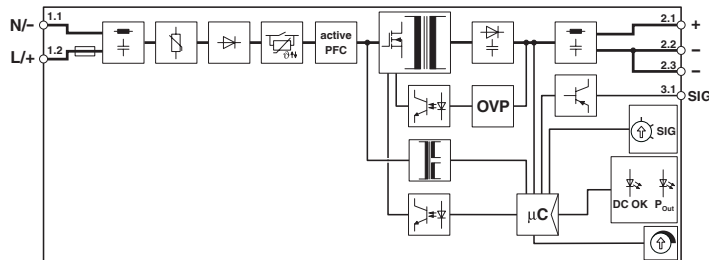 N/- 1.1
L/+ 1.2
ϑ
active
PFC
2.1 +
2.2 −
2.3 −
3.1 SIG
OVP
SIG
µC
DC OK P Out